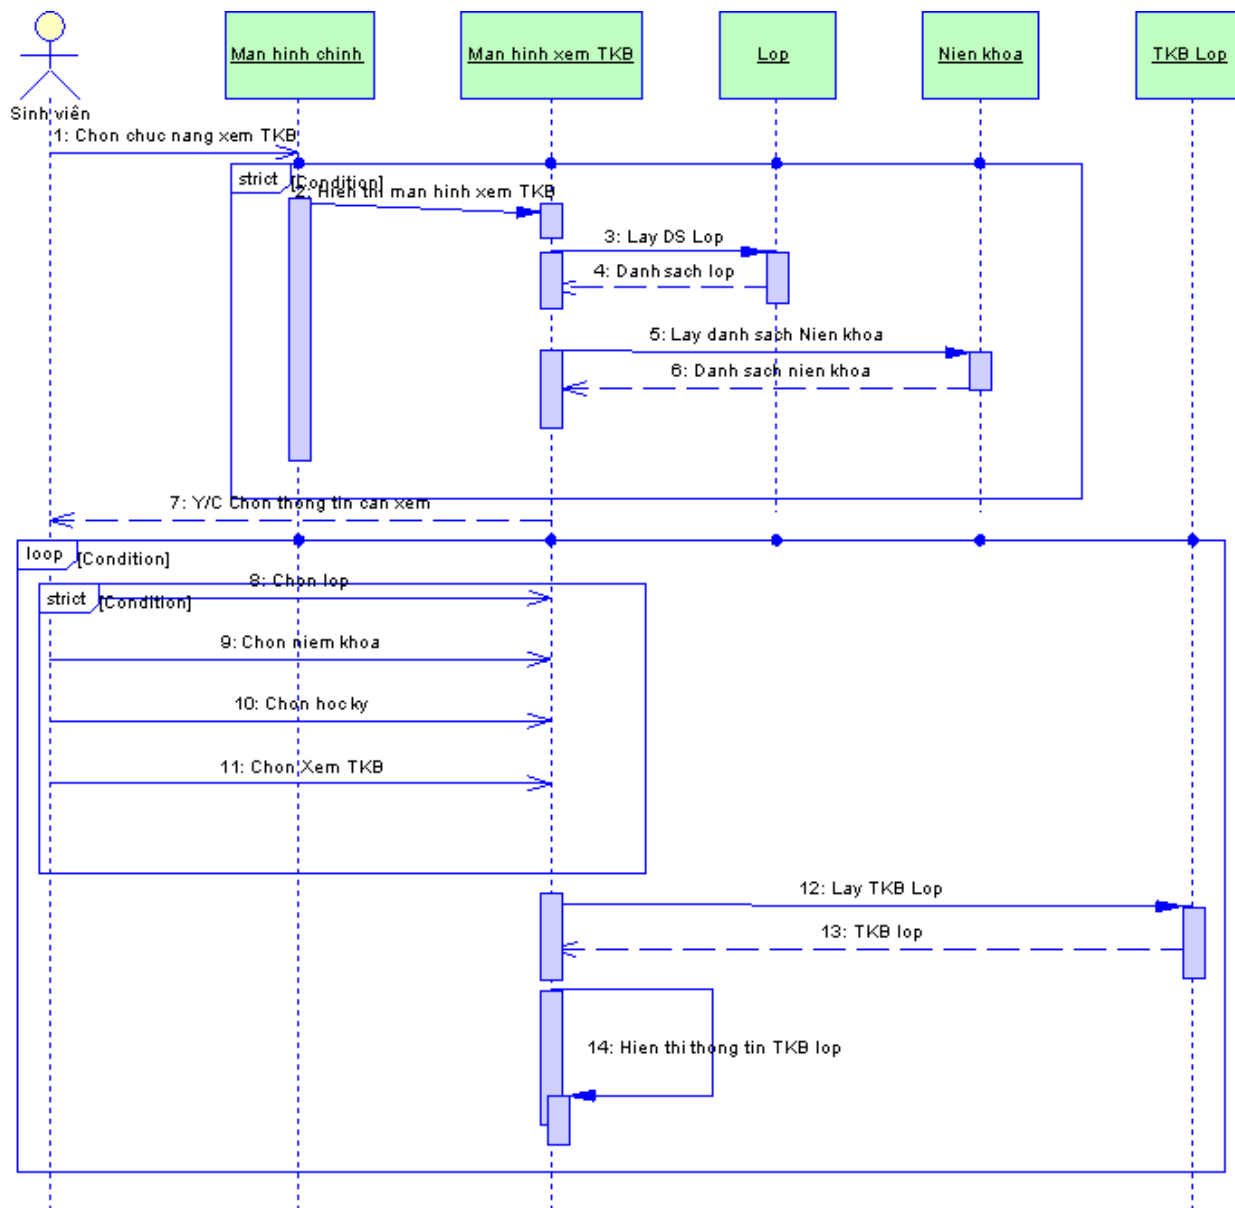 Man hinh chinh
Man hinh xem TKB
Lop
Nien khoa
TKB Lop
Sinh viên
1: Chon chuc nang xem TKB
strict
[Condition]
2: Hien thi man hinh xem TKB
3: Lay DS Lop
4: Danh sach lop
5: Lay danh sach Nien khoa
6: Danh sach nien khoa
7: Y/C Chon thong tin can xem
loop
[Condition]
8: Chon lop
strict
[Condition]
9: Chon niem khoa
10: Chon hoc ky
11: Chon Xem TKB
12: Lay TKB Lop
13: TKB lop
14: Hien thi thong tin TKB lop